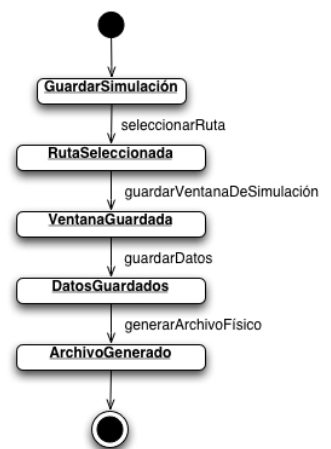 GuardarSimulación
seleccionarRuta
RutaSeleccionada
guardarVentanaDeSimulación
VentanaGuardada
guardarDatos
DatosGuardados
generarArchivoFísico
ArchivoGenerado